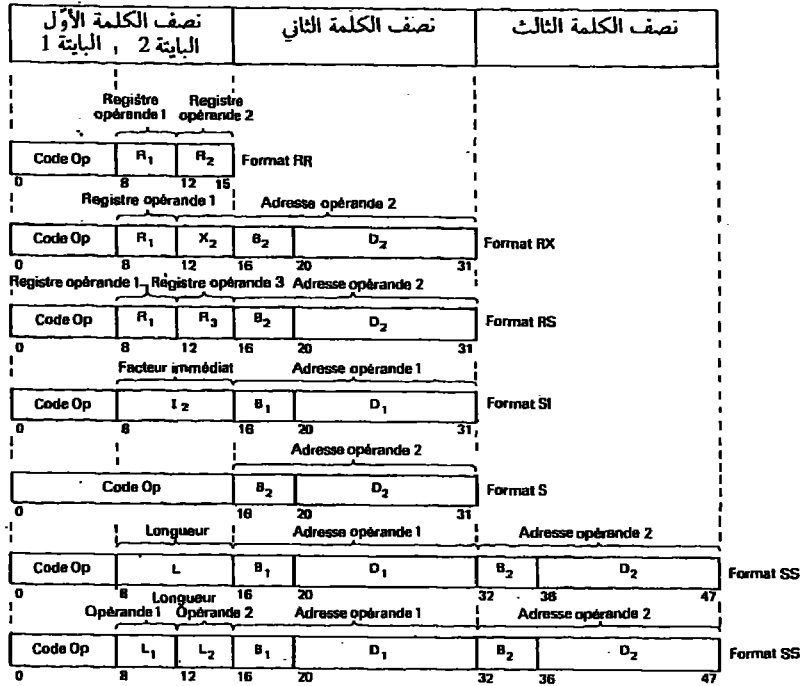 نصف الكلمة الأوّل نصف الكلمة الثاني نصف الكلمة الثالث
البايتة 1 البايتة 2
Registre opérande 1 Registre opérande 2
Code Op R1 R2 Format RR
0 8 12 15
Registre opérande 1 Adresse opérande 2
Code Op R1 X2 B2 D2 Format RX
0 8 12 16 20 31
Registre opérande 1 Registre opérande 3 Adresse opérande 2
Code Op R1 R3 B2 D2 Format RS
0 8 12 16 20 31
Facteur immédiat Adresse opérande 1
Code Op I2 B1 D1 Format SI
0 8 16 20 31
Adresse opérande 2
Code Op B2 D2 Format S
0 16 20 31
Longueur Adresse opérande 1 Adresse opérande 2
Code Op L B1 D1 B2 D2 Format SS
0 8 16 20 32 36 47
Longueur
Opérande 1 Opérande 2 Adresse opérande 1 Adresse opérande 2
Code Op L1 L2 B1 D1 B2 D2 Format SS
0 8 12 16 20 32 36 47